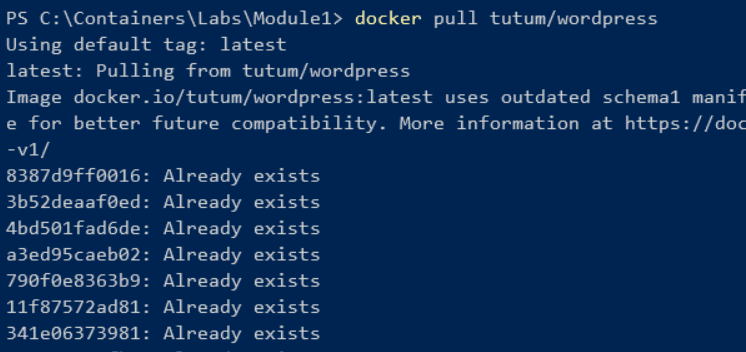 PS C:\Containers\Labs\Module1> docker pull tutum/wordpress
Using default tag: latest
latest: Pulling from tutum/wordpress
Image docker.io/tutum/wordpress:latest uses outdated schema1 manif
e for better future compatibility. More information at https://doc
-v1/
8387d9ff0016: Already exists
3b52deaaf0ed: Already exists
4bd501fad6de: Already exists
a3ed95caeb02: Already exists
790f0e8363b9: Already exists
11f87572ad81: Already exists
341e06373981: Already exists